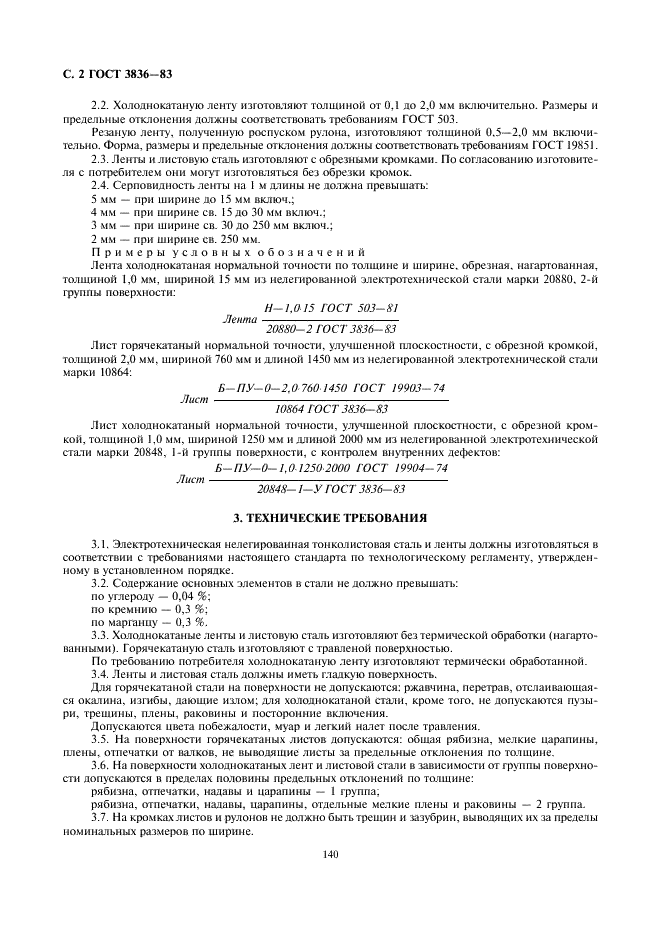 С. 2 ГОСТ 3836—83
2.2. Холоднокатаную ленту изготовляют толщиной от 0,1 до 2,0 мм включительно. Размеры и
предельные отклонения должны соответствовать требованиям ГОСТ 503.
Резаную ленту, полученную роспуском рулона, изготовляют толщиной 0,5—2,0 мм включи-
тельно. Форма, размеры и предельные отклонения должны соответствовать требованиям ГОСТ 19851.
2.3. Ленты и листовую сталь изготовляют с обрезными кромками. По согласованию изготовите-
ля с потребителем они могут изготовляться без обрезки кромок.
2.4. Серповидность ленты на 1 м длины не должна превышать:
5 мм — при ширине до 15 мм включ.;
4 мм — при ширине св. 15 до 30 мм включ.;
3 мм — при ширине св. 30 до 250 мм включ.;
2 мм — при ширине св. 250 мм.
Примеры условных обозначений
Лента холоднокатаная нормальной точности по толщине и ширине, обрезная, нагартованная,
толщиной 1,0 мм, шириной 15 мм из нелегированной электротехнической стали марки 20880, 2-й
группы поверхности:
Н—1,0·15 ГОСТ 503—81
Лента
20880—2 ГОСТ 3836—83
Лист горячекатаный нормальной точности, улучшенной плоскостности, с обрезной кромкой,
толщиной 2,0 мм, шириной 760 мм и длиной 1450 мм из нелегированной электротехнической стали
марки 10864:
Б—ПУ—0—2,0·760·1450 ГОСТ 19903—74
Лист
10864 ГОСТ 3836—83
Лист холоднокатаный нормальной точности, улучшенной плоскостности, с обрезной кром-
кой, толщиной 1,0 мм, шириной 1250 мм и длиной 2000 мм из нелегированной электротехнической
стали марки 20848, 1-й группы поверхности, с контролем внутренних дефектов:
Б—ПУ—0—1,0·1250·2000 ГОСТ 19904—74
Лист
20848—1—У ГОСТ 3836—83
3. ТЕХНИЧЕСКИЕ ТРЕБОВАНИЯ
3.1. Электротехническая нелегированная тонколистовая сталь и ленты должны изготовляться в
соответствии с требованиями настоящего стандарта по технологическому регламенту, утвержден-
ному в установленном порядке.
3.2. Содержание основных элементов в стали не должно превышать:
по углероду — 0,04 %;
по кремнию — 0,3 %;
по марганцу — 0,3 %.
3.3. Холоднокатаные ленты и листовую сталь изготовляют без термической обработки (нагарто-
ванными). Горячекатаную сталь изготовляют с травленой поверхностью.
По требованию потребителя холоднокатаную ленту изготовляют термически обработанной.
3.4. Ленты и листовая сталь должны иметь гладкую поверхность.
Для горячекатаной стали на поверхности не допускаются: ржавчина, перетрав, отслаивающая-
ся окалина, изгибы, дающие излом; для холоднокатаной стали, кроме того, не допускаются пузы-
ри, трещины, плены, раковины и посторонние включения.
Допускаются цвета побежалости, муар и легкий налет после травления.
3.5. На поверхности горячекатаных листов допускаются: общая рябизна, мелкие царапины,
плены, отпечатки от валков, не выводящие листы за предельные отклонения по толщине.
3.6. На поверхности холоднокатаных лент и листовой стали в зависимости от группы поверхно-
сти допускаются в пределах половины предельных отклонений по толщине:
рябизна, отпечатки, надавы и царапины — 1 группа;
рябизна, отпечатки, надавы, царапины, отдельные мелкие плены и раковины — 2 группа.
3.7. На кромках листов и рулонов не должно быть трещин и зазубрин, выводящих их за пределы
номинальных размеров по ширине.
140